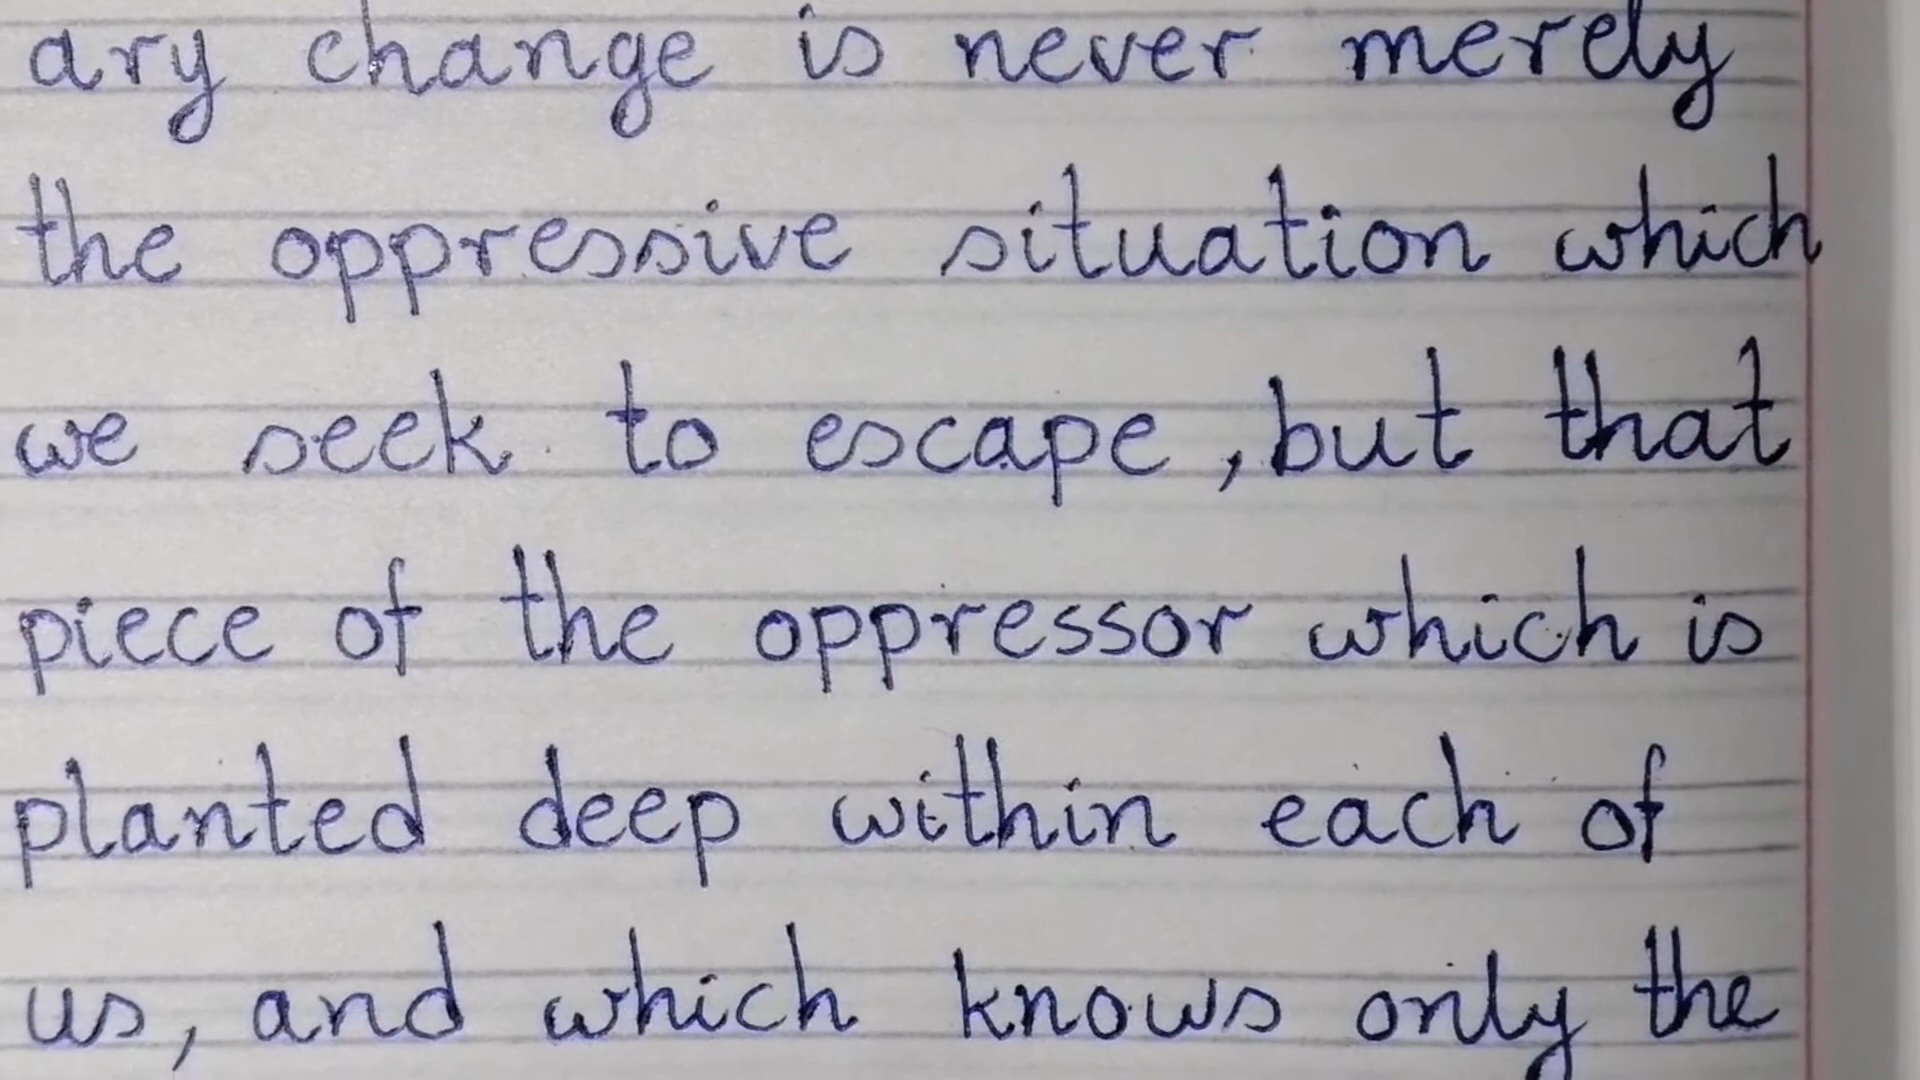 ary change is never merely
the oppressive situation which
we seek to escape, but that
piece of the oppressor which is
planted deep within each of
us, and which knows only the